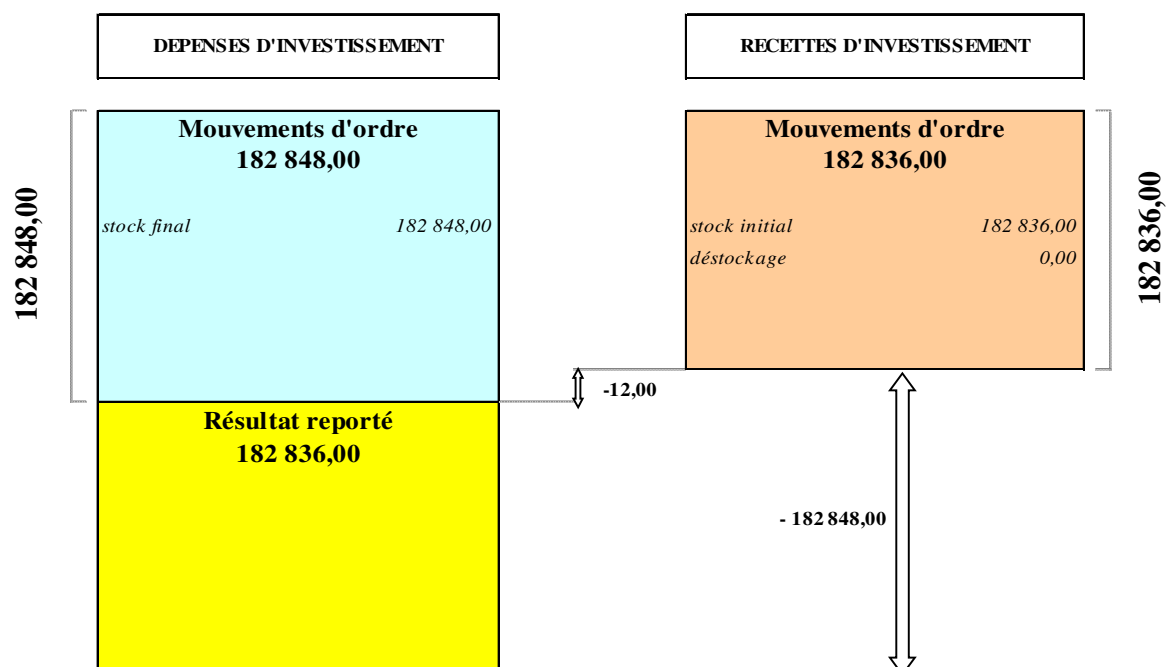 DEPENSES D'INVESTISSEMENT
RECETTES D'INVESTISSEMENT
Mouvements d'ordre
182 848,00
stock final 182 848,00
182 848,00
Mouvements d'ordre
182 836,00
stock initial 182 836,00
déstockage 0,00
182 836,00
-12,00
Résultat reporté
182 836,00
- 182 848,00